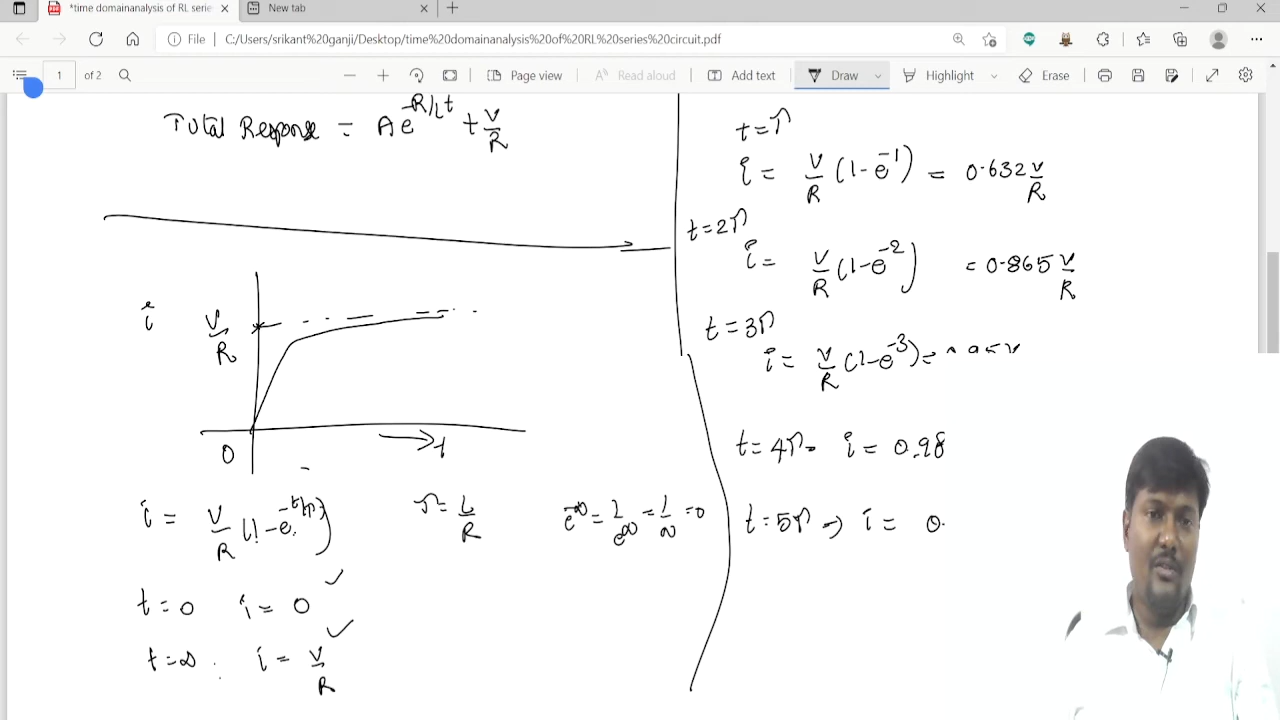 *time domainanalysis of RL serie
New tab
File C:/Users/srikant%20ganji/Desktop/time%20domainanalysis%20of%20RL%20series%20circuit.pdf
1 of 2 Page view Read aloud Add text Draw Highlight Erase
Total Response = Ae^-R/Lt + V/R
i V/R
0 t
i = V/R (1-e^-t/τ)
τ = L/R
e^-∞ = 1/e^∞ = 1/∞ = 0
t = 0 i = 0 ✓
t = ∞ i = V/R ✓
t = τ
i = V/R (1-e^-1) = 0.632 V/R
t = 2τ
i = V/R (1-e^-2) = 0.865 V/R
t = 3τ
i = V/R (1-e^-3) =
t = 4τ i = 0.98
t = 5τ => i = 0.